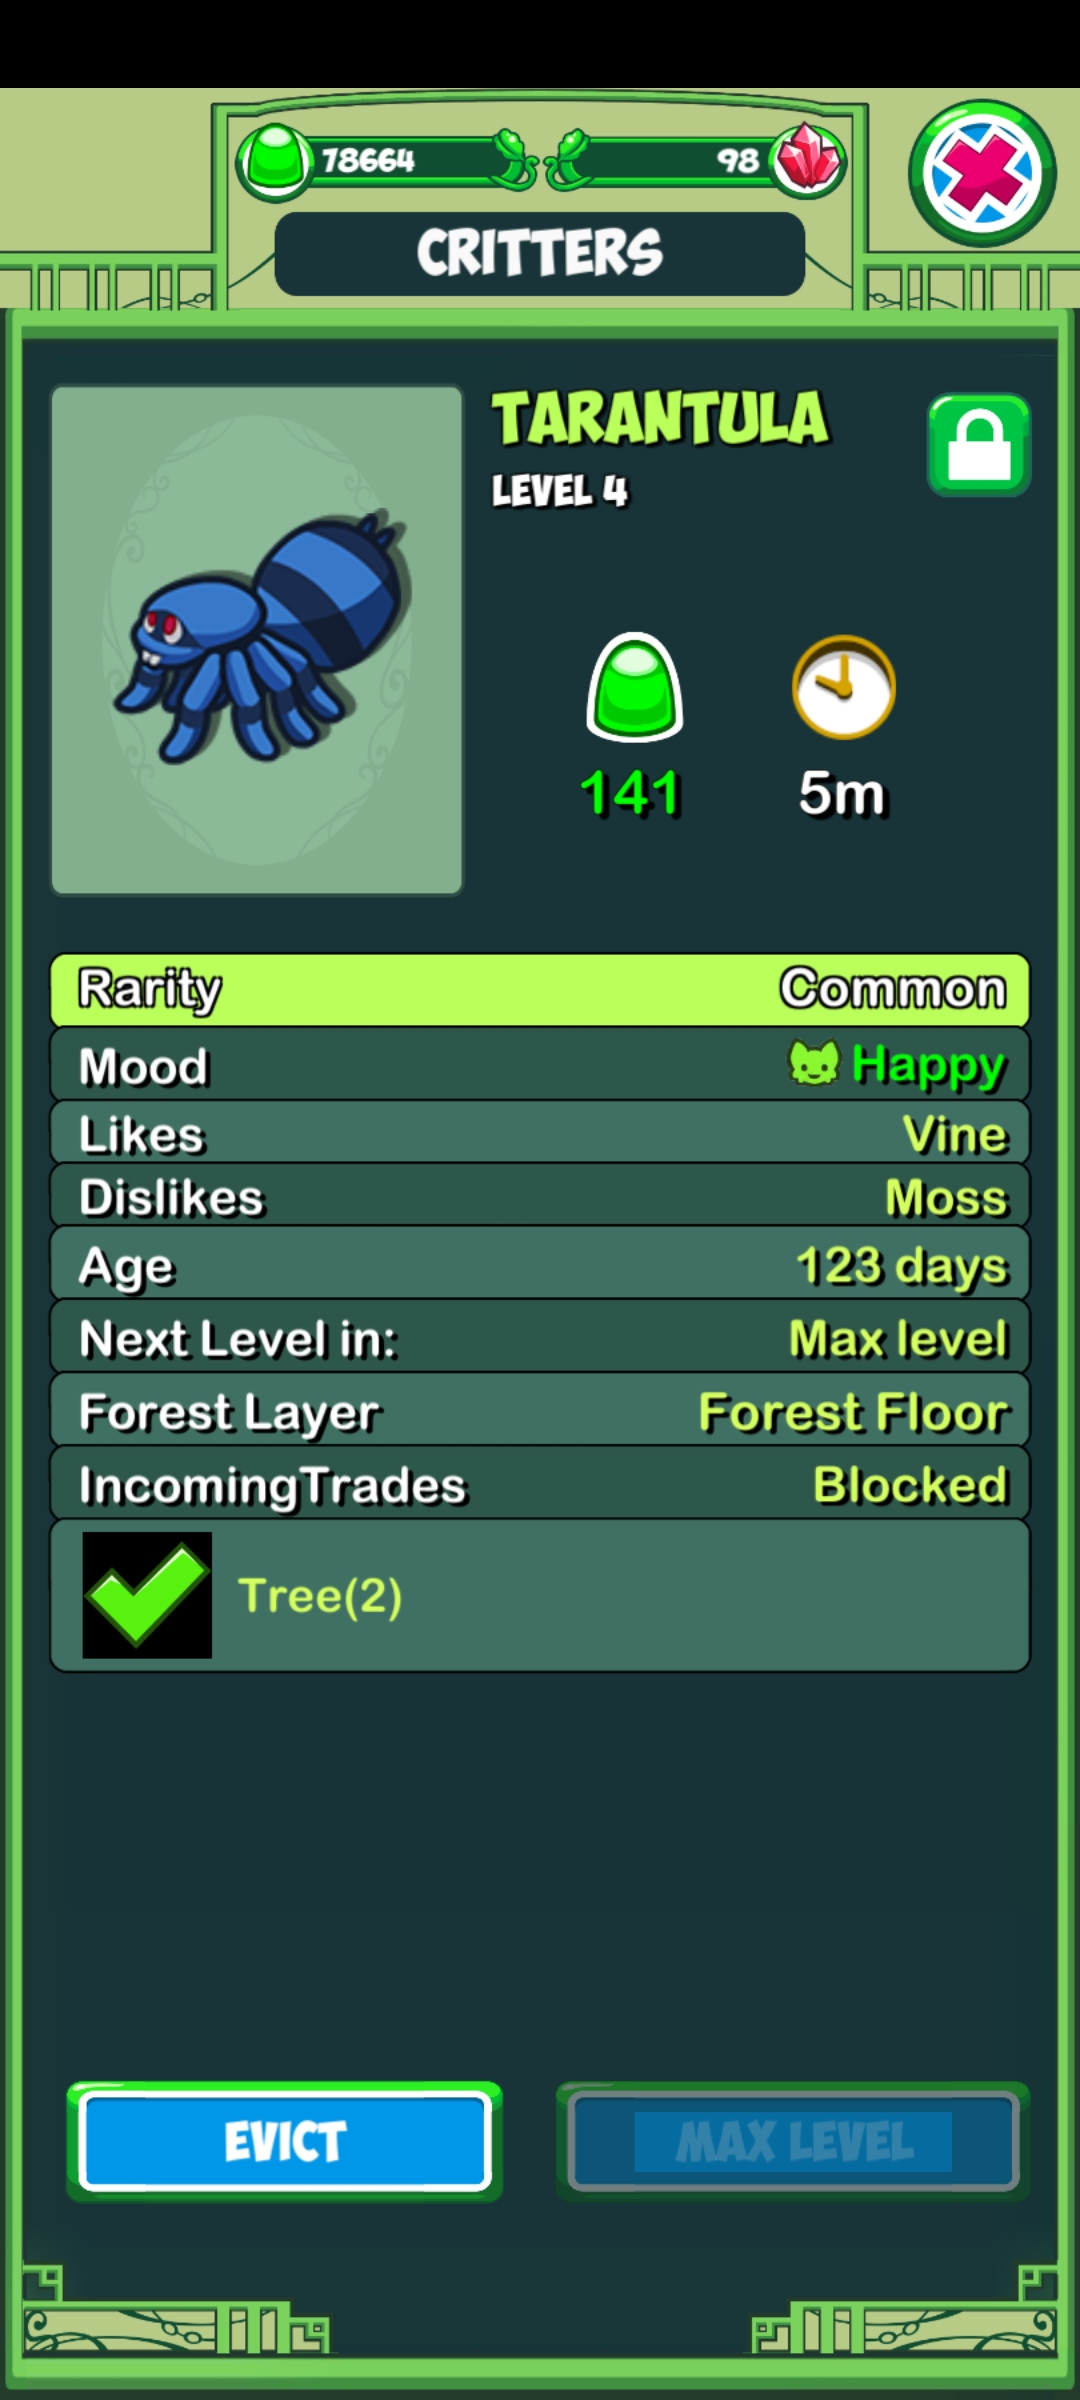 78664 98
CRITTERS
TARANTULA
LEVEL 4
141 5m
Rarity Common
Mood Happy
Likes Vine
Dislikes Moss
Age 123 days
Next Level in: Max level
Forest Layer Forest Floor
IncomingTrades Blocked
Tree(2)
EVICT MAX LEVEL